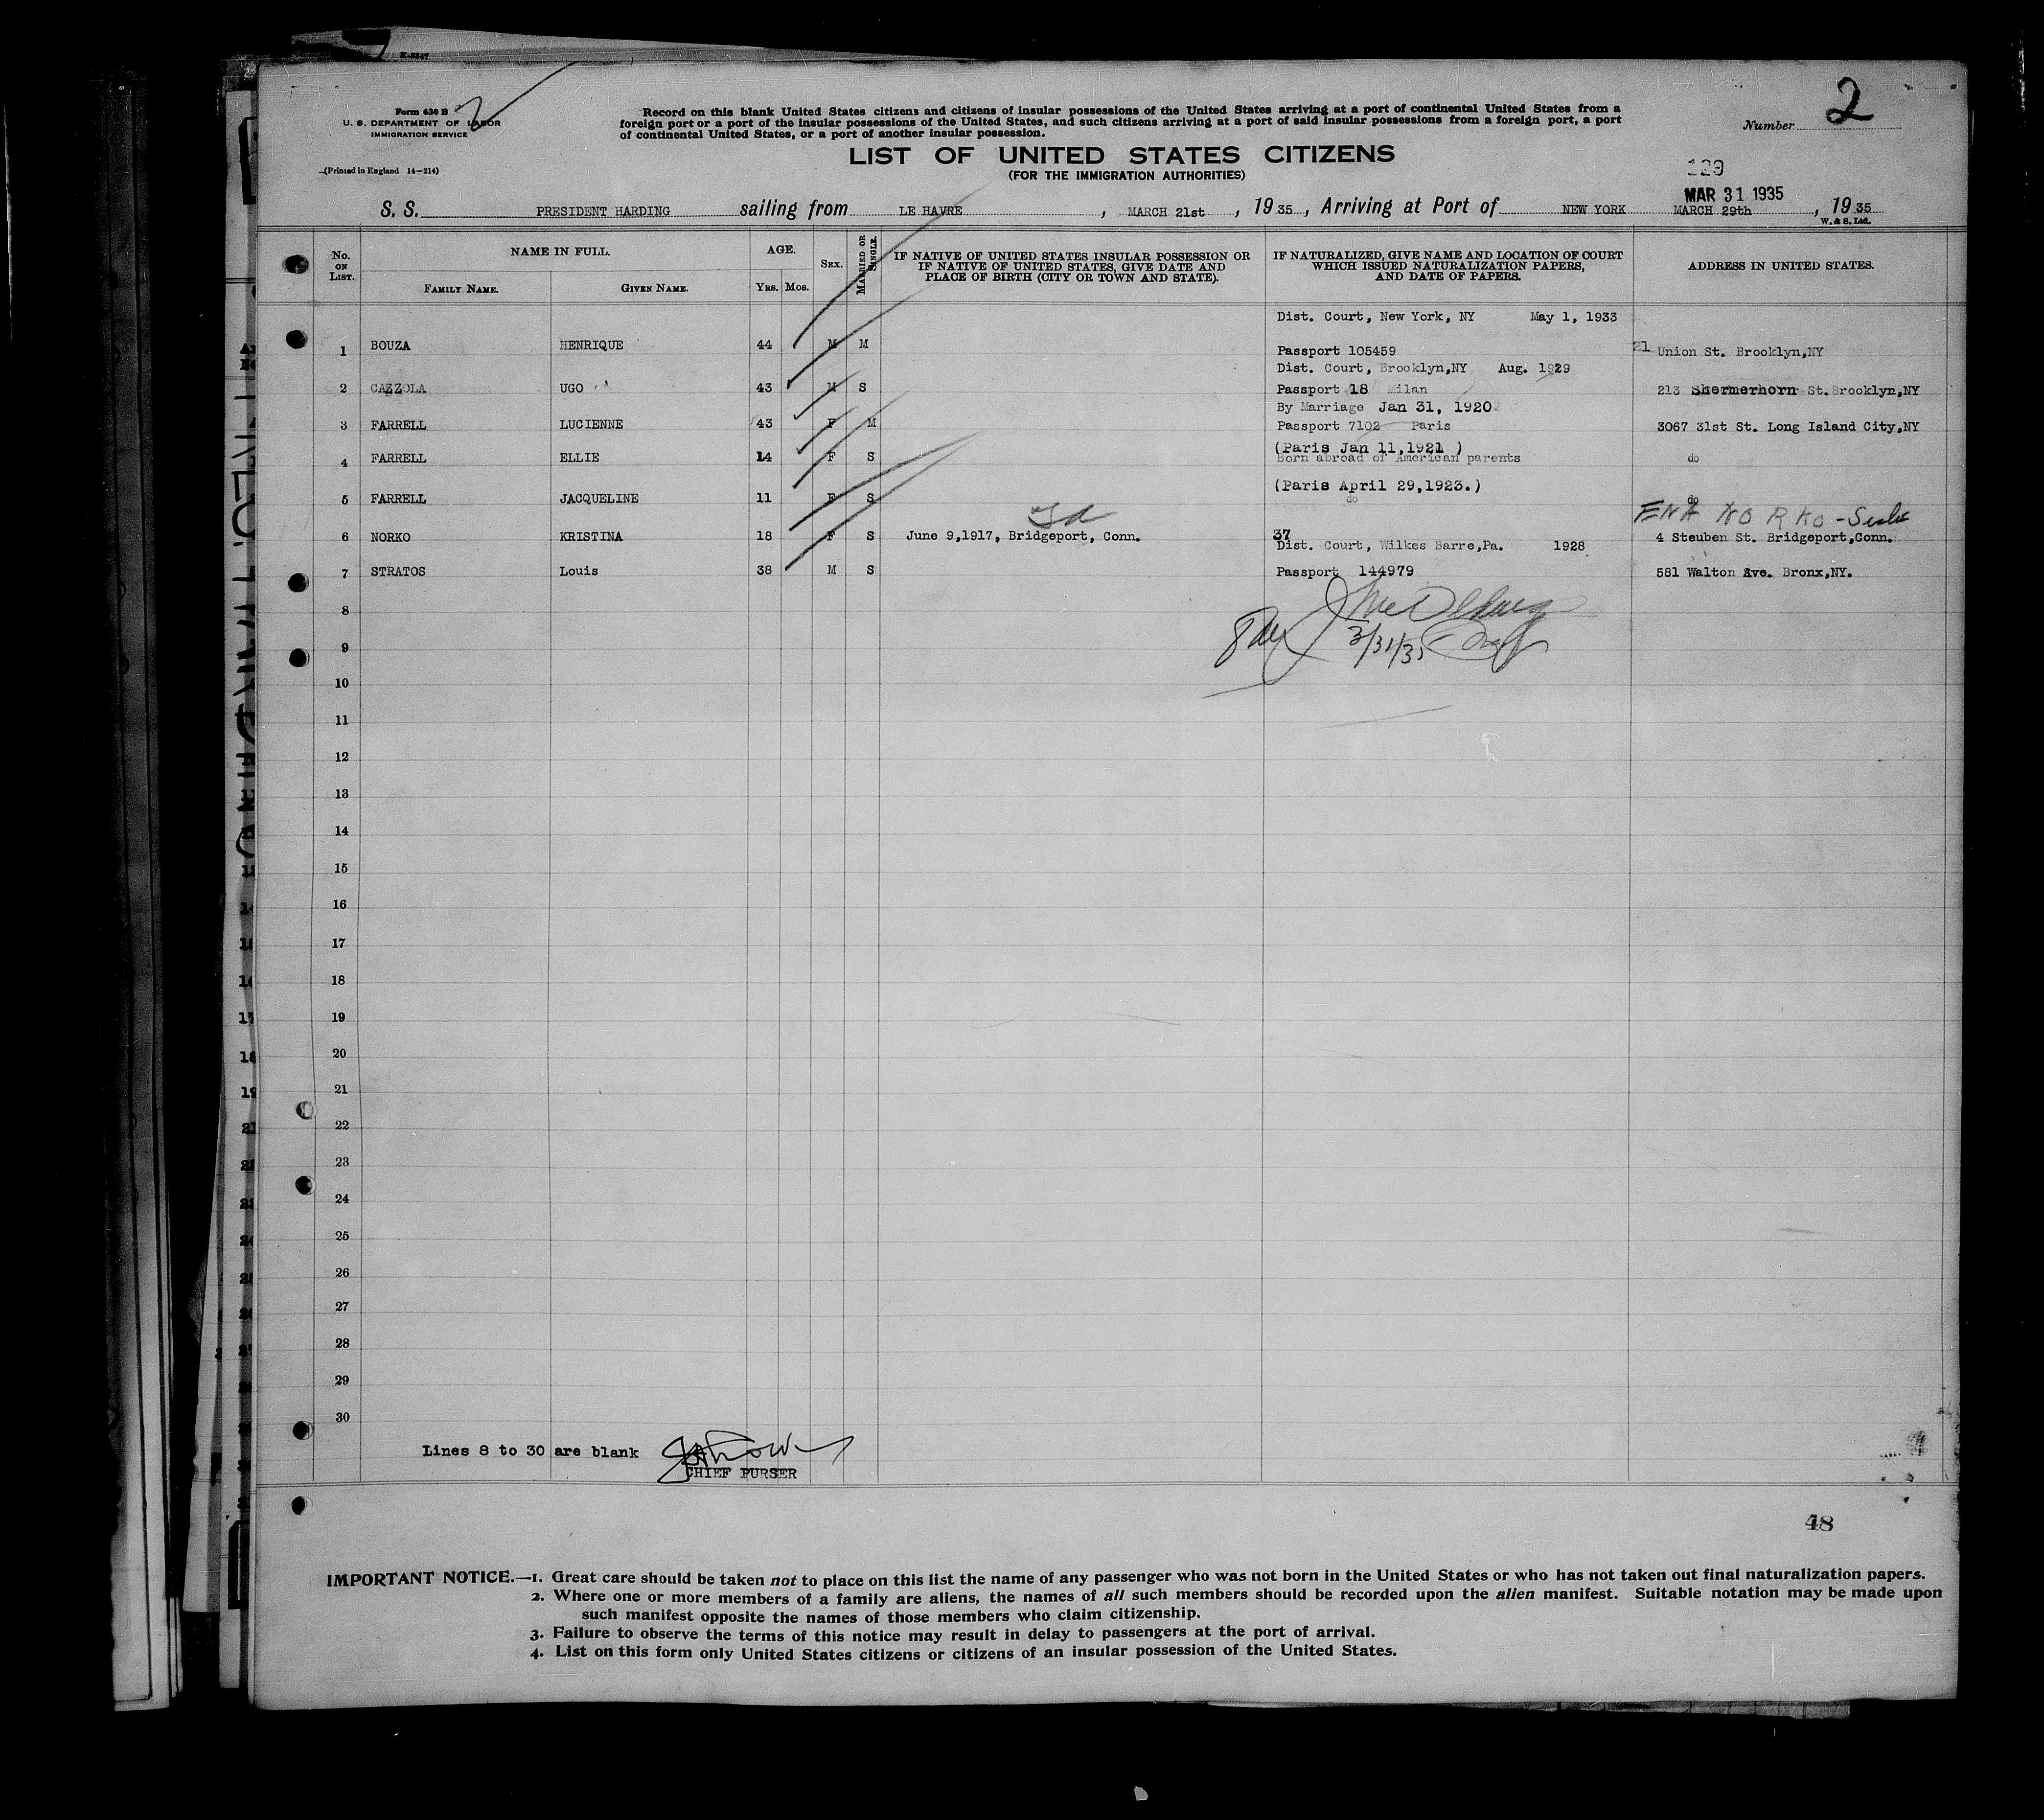 K-8847
Form 630 B
U. S. DEPARTMENT OF LABOR
IMMIGRATION SERVICE
(Printed in England 14—214)
2
Record on this blank United States citizens and citizens of insular possessions of the United States arriving at a port of continental United States from a
foreign port or a port of the insular possessions of the United States, and such citizens arriving at a port of said insular possessions from a foreign port, a port
of continental United States, or a port of another insular possession.
Number 2
LIST OF UNITED STATES CITIZENS
(FOR THE IMMIGRATION AUTHORITIES)
129
MAR 31 1935
S. S. PRESIDENT HARDING sailing from LE HAVRE, MARCH 21st, 1935, Arriving at Port of NEW YORK MARCH 29th, 1935
W. & S. Ltd.
No. ON LIST. NAME IN FULL. AGE. SEX. MARRIED OR SINGLE. IF NATIVE OF UNITED STATES INSULAR POSSESSION OR IF NATIVE OF UNITED STATES, GIVE DATE AND PLACE OF BIRTH (CITY OR TOWN AND STATE). IF NATURALIZED, GIVE NAME AND LOCATION OF COURT WHICH ISSUED NATURALIZATION PAPERS, AND DATE OF PAPERS. ADDRESS IN UNITED STATES.
FAMILY NAME. GIVEN NAME. YRS. MOS.
Dist. Court, New York, NY May 1, 1933
1 BOUZA HENRIQUE 44 M M Passport 105459 21 Union St. Brooklyn,NY
Dist. Court, Brooklyn,NY Aug. 1929
2 CAZZOLA UGO 43 M S Passport 18 Milan 213 Shermerhorn St.Brooklyn,NY
By Marriage Jan 31, 1920
3 FARRELL LUCIENNE 43 F M Passport 7102 Paris 3067 31st St. Long Island City,NY
(Paris Jan 11,1921 )
4 FARRELL ELLIE 14 F S Born abroad of American parents do
(Paris April 29,1923.)
5 FARRELL JACQUELINE 11 F S do do
ENA NORKO -
6 NORKO KRISTINA 18 F S June 9,1917, Bridgeport, Conn. 4 Steuben St. Bridgeport,Conn.
37
Dist. Court, Wilkes Barre,Pa. 1928
7 STRATOS Louis 38 M S Passport 144979 581 Walton Ave. Bronx,NY.
8
3/31/35
9
10
11
12
13
14
15
16
17
18
19
20
21
22
23
24
25
26
27
28
29
30
Lines 8 to 30 are blank
CHIEF PURSER
48
IMPORTANT NOTICE.—1. Great care should be taken not to place on this list the name of any passenger who was not born in the United States or who has not taken out final naturalization papers.
2. Where one or more members of a family are aliens, the names of all such members should be recorded upon the alien manifest. Suitable notation may be made upon
such manifest opposite the names of those members who claim citizenship.
3. Failure to observe the terms of this notice may result in delay to passengers at the port of arrival.
4. List on this form only United States citizens or citizens of an insular possession of the United States.